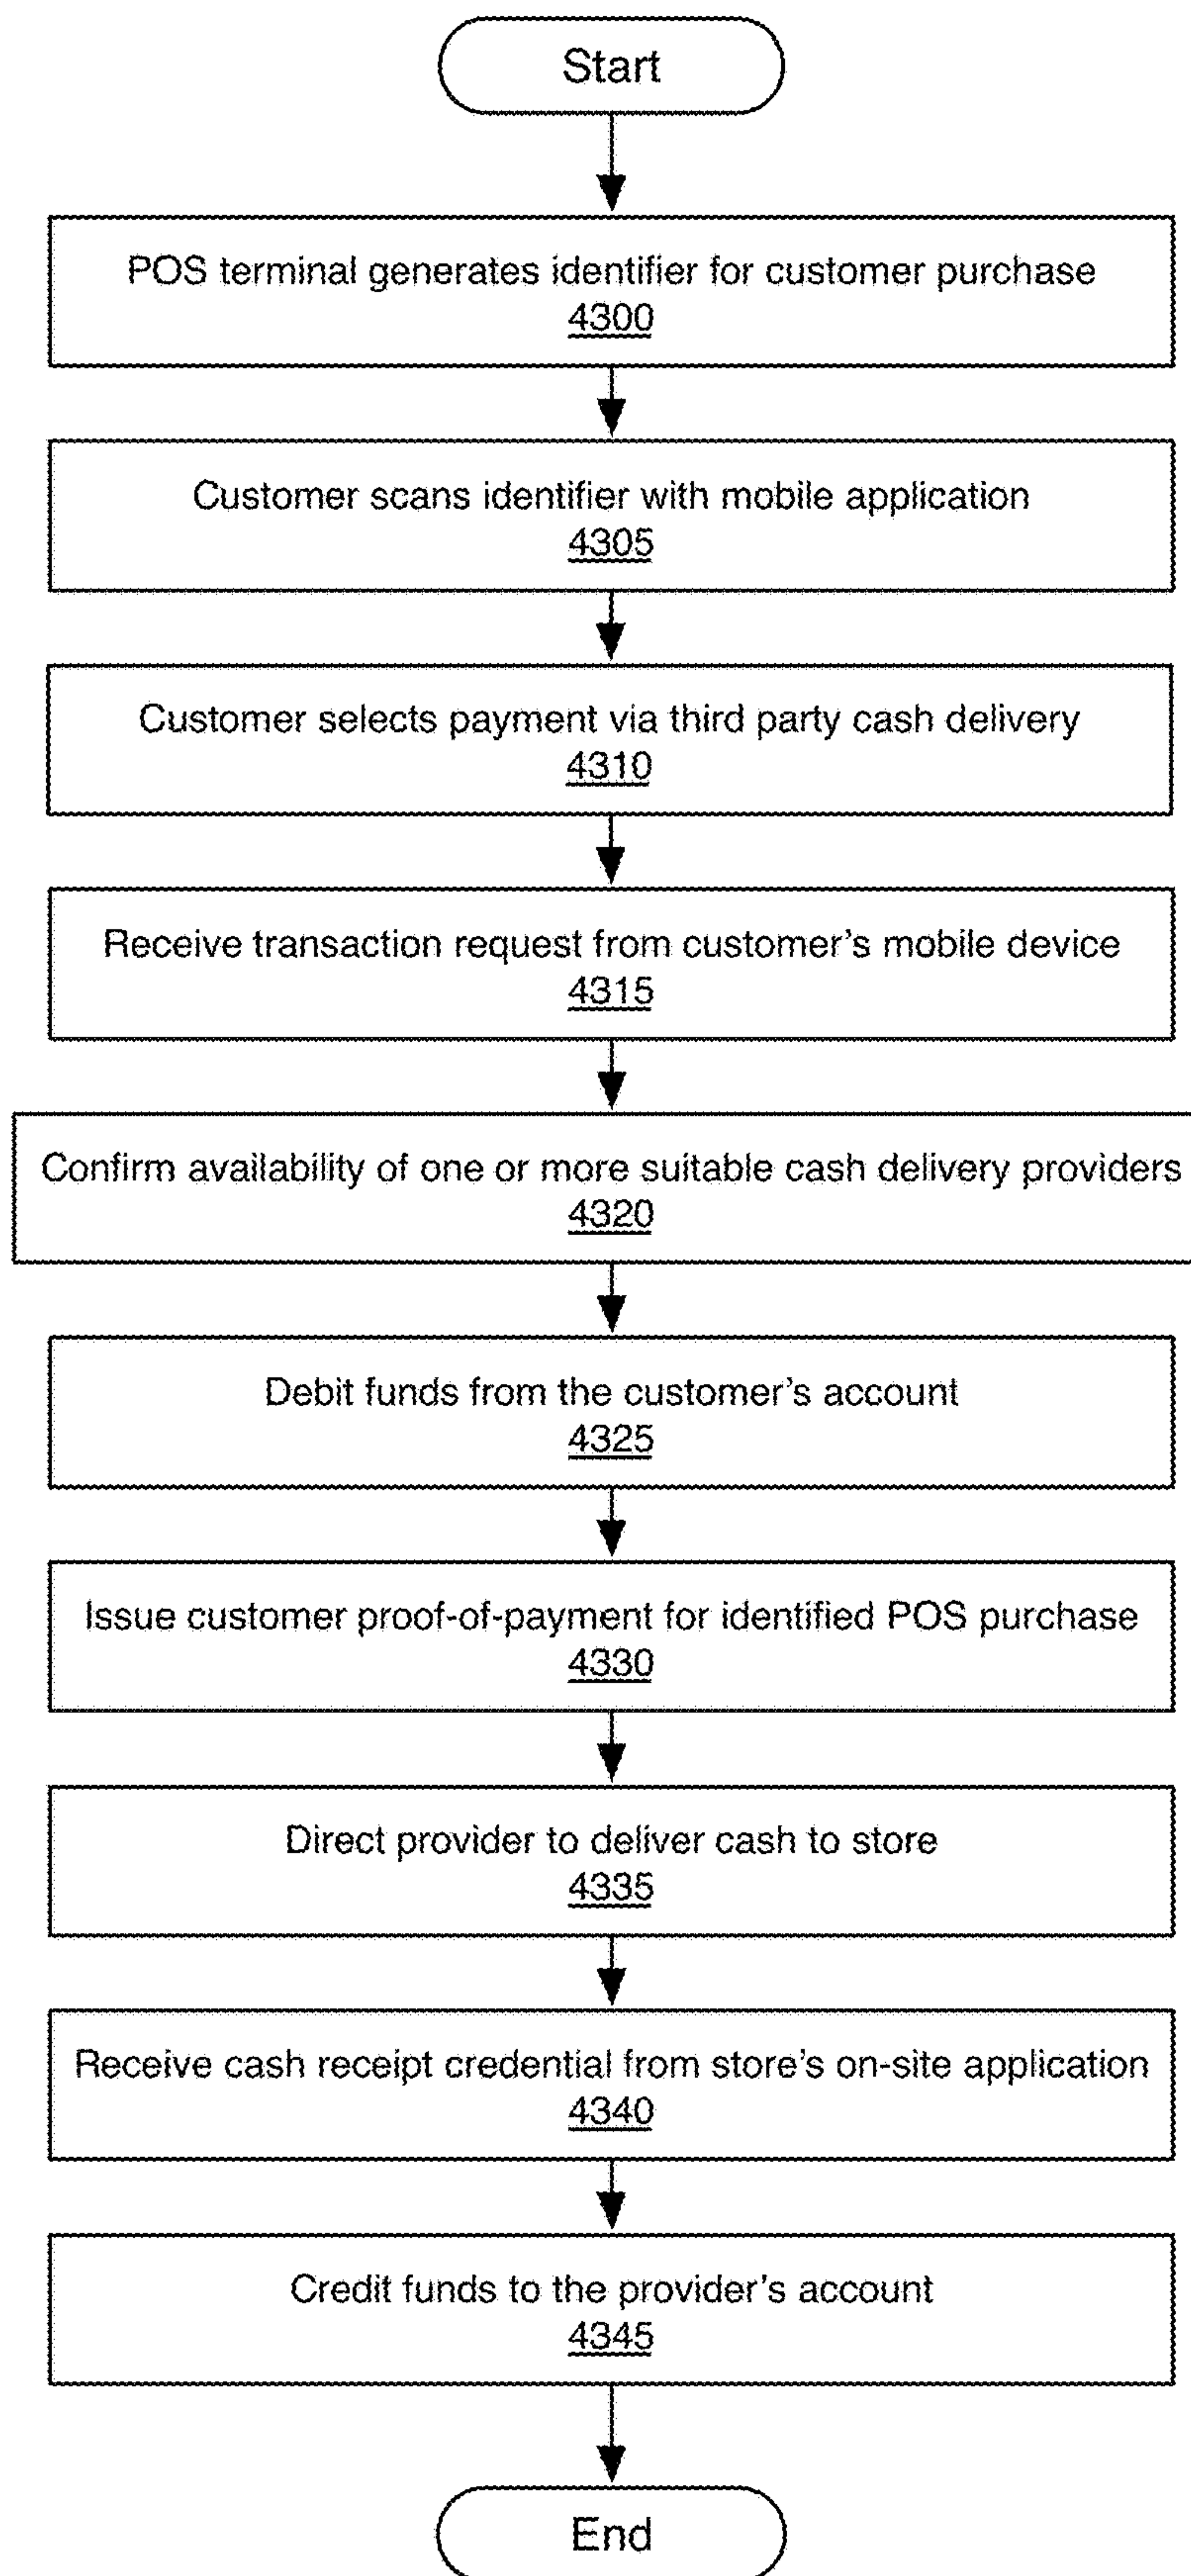 Start
POS terminal generates identifier for customer purchase
4300
Customer scans identifier with mobile application
4305
Customer selects payment via third party cash delivery
4310
Receive transaction request from customer's mobile device
4315
Confirm availability of one or more suitable cash delivery providers
4320
Debit funds from the customer's account
4325
Issue customer proof-of-payment for identified POS purchase
4330
Direct provider to deliver cash to store
4335
Receive cash receipt credential from store's on-site application
4340
Credit funds to the provider's account
4345
End